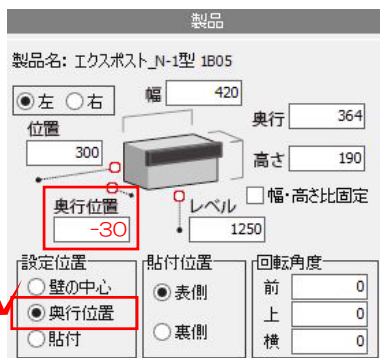 製品
製品名: エクスポスト_N-1型 1B05
左 右
幅 420
位置
300
奥行 364
高さ 190
奥行位置
-30
レベル
1250
幅・高さ比固定
設定位置
壁の中心
奥行位置
貼付
貼付位置
表側
裏側
回転角度
前 0
上 0
横 0